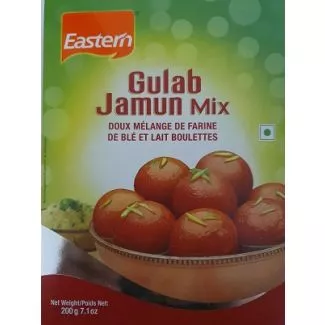 Eastern
Gulab
Jamun Mix
DOUX MÉLANGE DE FARINE
DE BLÉ ET LAIT BOULETTES
Net Weight/Poids Nett
200g 7.1oz